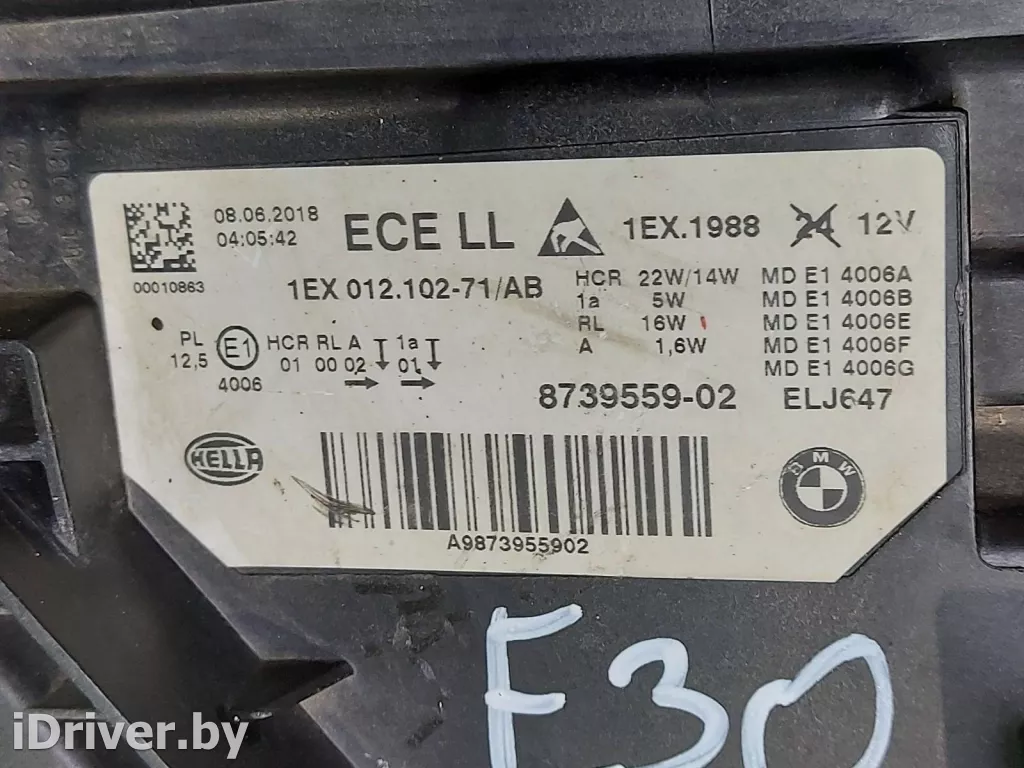 08.06.2018
04:05:42
ECE LL
1EX.1988 24 12V
00010863
1EX 012.102-71/AB
HCR 22W/14W MD E1 4006A
1a 5W MD E1 4006B
RL 16W MD E1 4006E
A 1,6W MD E1 4006F
MD E1 4006G
PL
12,5
E1
4006
HCR RL A 1a
01 00 02 01
8739559-02 ELJ647
HELLA
BMW
A9873955902
F30
iDriver.by